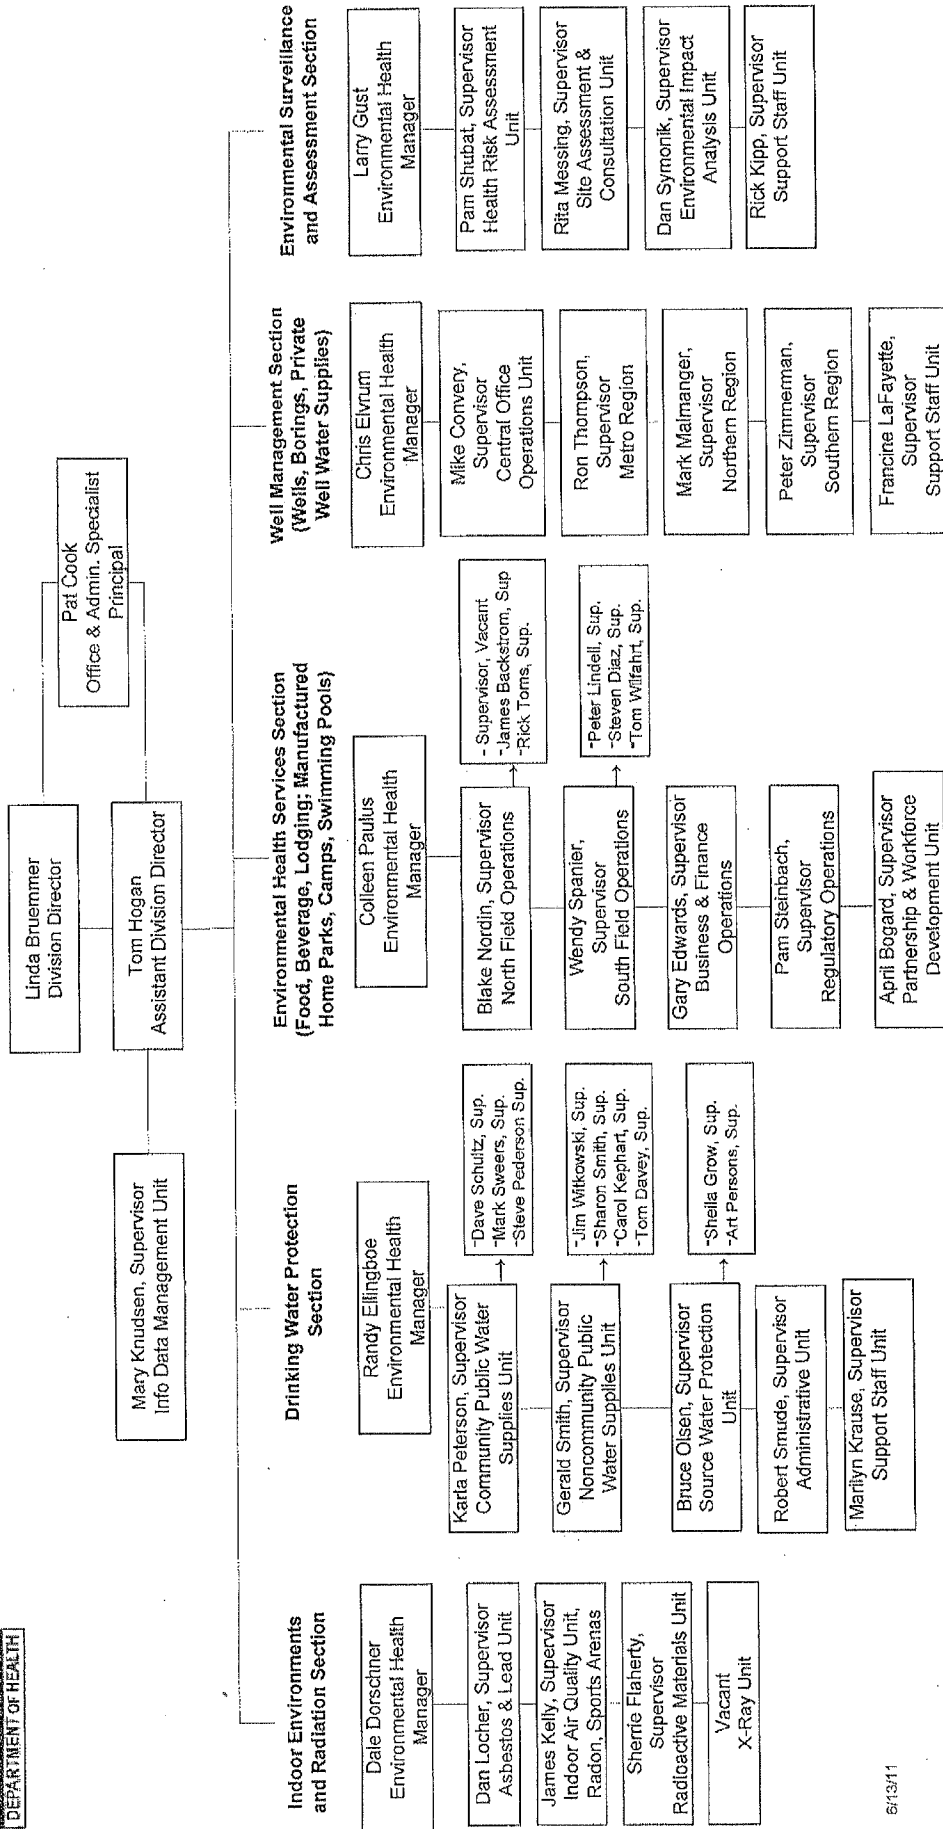 DEPARTMENT OF HEALTH
Linda Bruemmer
Division Director
Pat Cook
Office & Admin. Specialist
Principal
Mary Knudsen, Supervisor
Info Data Management Unit
Tom Hogan
Assistant Division Director
Indoor Environments
and Radiation Section
Dale Dorschner
Environmental Health
Manager
Dan Locher, Supervisor
Asbestos & Lead Unit
James Kelly, Supervisor
Indoor Air Quality Unit,
Radon, Sports Arenas
Sherrie Flaherty,
Supervisor
Radioactive Materials Unit
Vacant
X-Ray Unit
Drinking Water Protection
Section
Randy Ellingboe
Environmental Health
Manager
Karla Peterson, Supervisor
Community Public Water
Supplies Unit
-Dave Schultz, Sup.
-Mark Sweers, Sup.
-Steve Pederson Sup.
Gerald Smith, Supervisor
Noncommunity Public
Water Supplies Unit
-Jim Witkowski, Sup.
-Sharon Smith, Sup.
-Carol Kephart, Sup.
-Tom Davey, Sup.
Bruce Olsen, Supervisor
Source Water Protection
Unit
-Sheila Grow, Sup.
-Art Persons, Sup.
Robert Smude, Supervisor
Administrative Unit
Marilyn Krause, Supervisor
Support Staff Unit
Environmental Health Services Section
(Food, Beverage, Lodging; Manufactured
Home Parks, Camps, Swimming Pools)
Colleen Paulus
Environmental Health
Manager
Blake Nordin, Supervisor
North Field Operations
- Supervisor, Vacant
-James Backstrom, Sup
-Rick Toms, Sup.
Wendy Spanier,
Supervisor
South Field Operations
-Peter Lindell, Sup.
-Steven Diaz, Sup.
-Tom Wilfahrt, Sup.
Gary Edwards, Supervisor
Business & Finance
Operations
Pam Steinbach,
Supervisor
Regulatory Operations
April Bogard, Supervisor
Partnership & Workforce
Development Unit
Well Management Section
(Wells, Borings, Private
Well Water Supplies)
Chris Elvrum
Environmental Health
Manager
Mike Convery,
Supervisor
Central Office
Operations Unit
Ron Thompson,
Supervisor
Metro Region
Mark Malmanger,
Supervisor
Northern Region
Peter Zimmerman,
Supervisor
Southern Region
Francine LaFayette,
Supervisor
Support Staff Unit
Environmental Surveillance
and Assessment Section
Larry Gust
Environmental Health
Manager
Pam Shubat, Supervisor
Health Risk Assessment
Unit
Rita Messing, Supervisor
Site Assessment &
Consultation Unit
Dan Symonik, Supervisor
Environmental Impact
Analysis Unit
Rick Kipp, Supervisor
Support Staff Unit
6/13/11